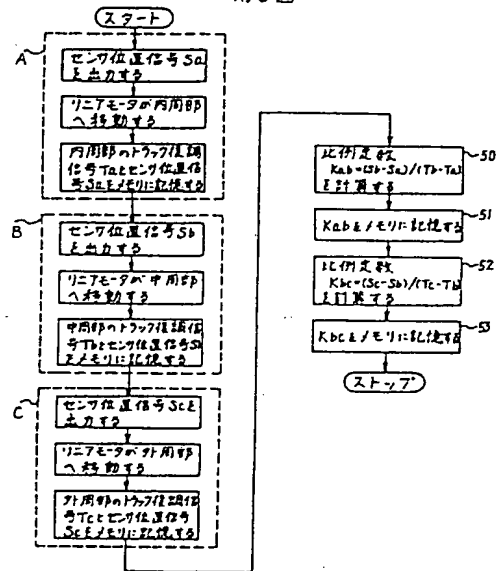 スタート
A
センサ位置信号Sa
を出力する
リニアモータが内周部
へ移動する
内周部のトラック復調
信号Taとセンサ位置信
号Saをメモリに記憶する
B
センサ位置信号Sb
を出力する
リニアモータが中周部
へ移動する
中周部のトラック復調信
号Tbとセンサ位置信号Sb
をメモリに記憶する
C
センサ位置信号Scを
出力する
リニアモータが外周部
へ移動する
外周部のトラック復調信
号Tcとセンサ位置信号
Scをメモリに記憶する
比例定数
Kab=(Sb-Sa)/(Tb-Ta)
を計算する
50
Kabをメモリに記憶する
51
比例定数
Kbc=(Sc-Sb)/(Tc-Tb)
を計算する
52
Kbcをメモリに記憶する
53
ストップ